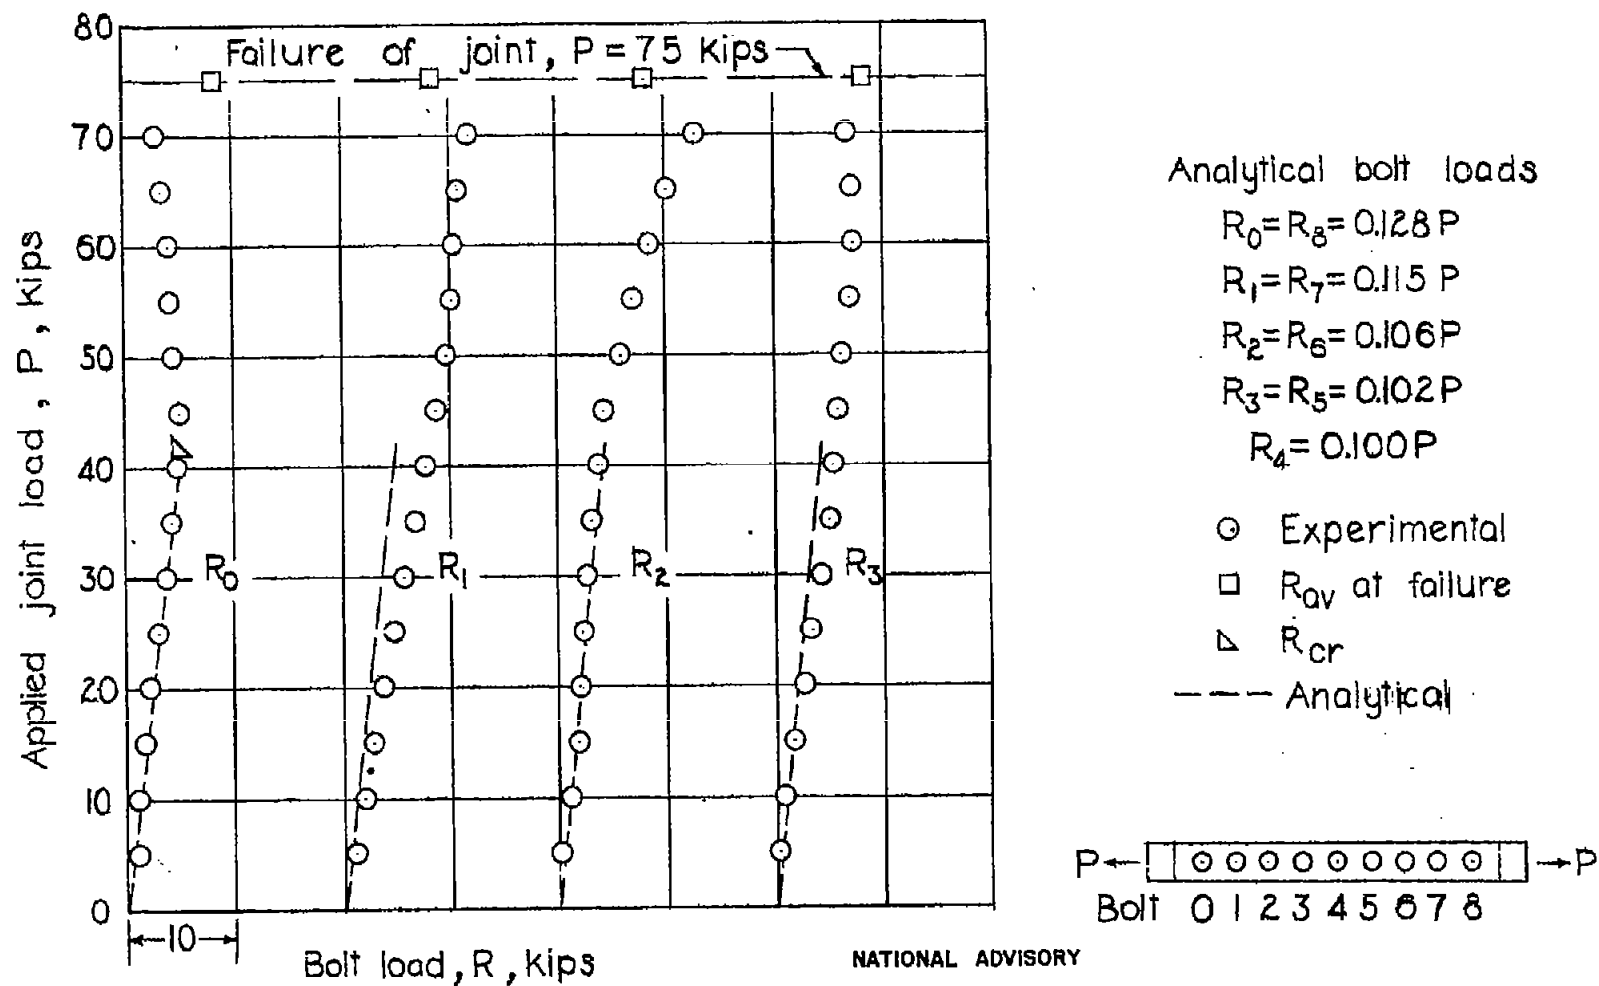 80
Failure of joint, P = 75 Kips
70
60
50
40
30
20
10
0
Applied joint load, P, kips
R0
R1
R2
R3
10
Bolt load, R, kips
Analytical bolt loads
R0=R8=0.128P
R1=R7=0.115 P
R2=R6=0.106P
R3=R5=0.102P
R4=0.100P
Experimental
Rav at failure
Rcr
Analytical
P P
Bolt 0 1 2 3 4 5 6 7 8
NATIONAL ADVISORY